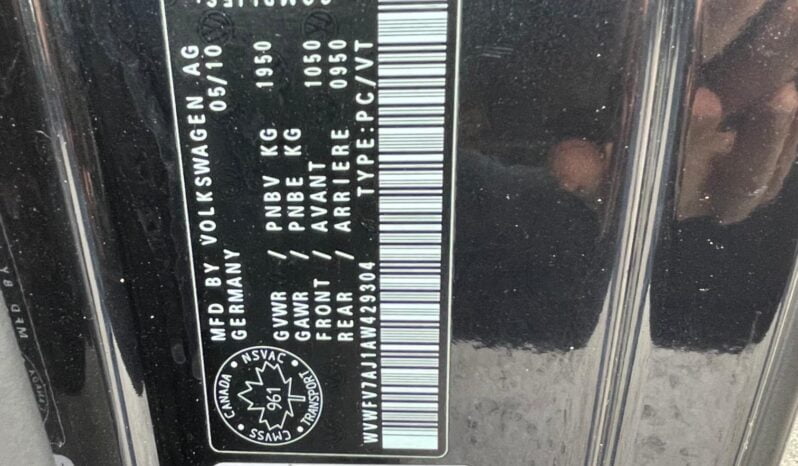 MFD BY VOLKSWAGEN AG
GERMANY 05/10
GVWR / PNBV KG 1950
GAWR / PNBE KG
FRONT / AVANT 1050
REAR / ARRIERE 0950
WVWFV7AJ1AW429304 TYPE:PC/VT
CANADA • NSVAC • TRANSPORT • CMVSS •
961